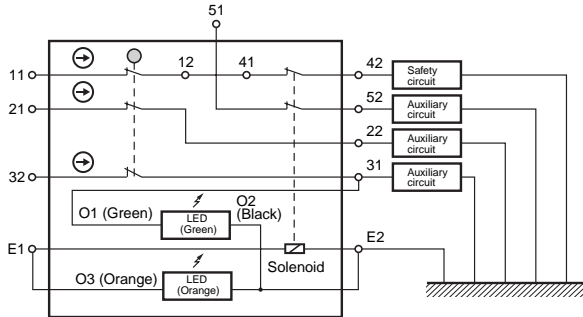 51
11
12
41
42
Safety
circuit
21
52
Auxiliary
circuit
22
Auxiliary
circuit
32
31
Auxiliary
circuit
O1 (Green)
LED
(Green)
O2
(Black)
E1
E2
Solenoid
O3 (Orange)
LED
(Orange)